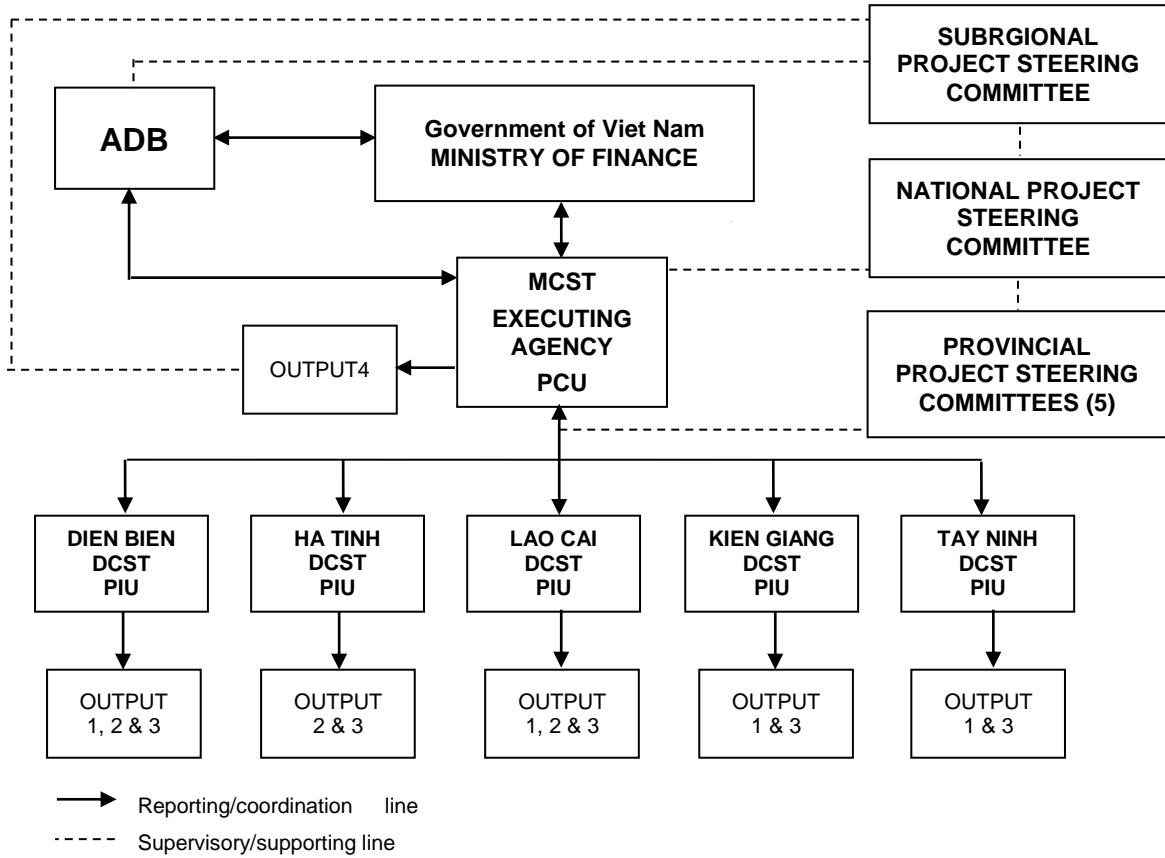 SUBRGIONAL
PROJECT STEERING
COMMITTEE
ADB
Government of Viet Nam
MINISTRY OF FINANCE
NATIONAL PROJECT
STEERING
COMMITTEE
MCST
EXECUTING
AGENCY
PCU
OUTPUT4
PROVINCIAL
PROJECT STEERING
COMMITTEES (5)
DIEN BIEN
DCST
PIU
HA TINH
DCST
PIU
LAO CAI
DCST
PIU
KIEN GIANG
DCST
PIU
TAY NINH
DCST
PIU
OUTPUT
1, 2 & 3
OUTPUT
2 & 3
OUTPUT
1, 2 & 3
OUTPUT
1 & 3
OUTPUT
1 & 3
Reporting/coordination line
Supervisory/supporting line